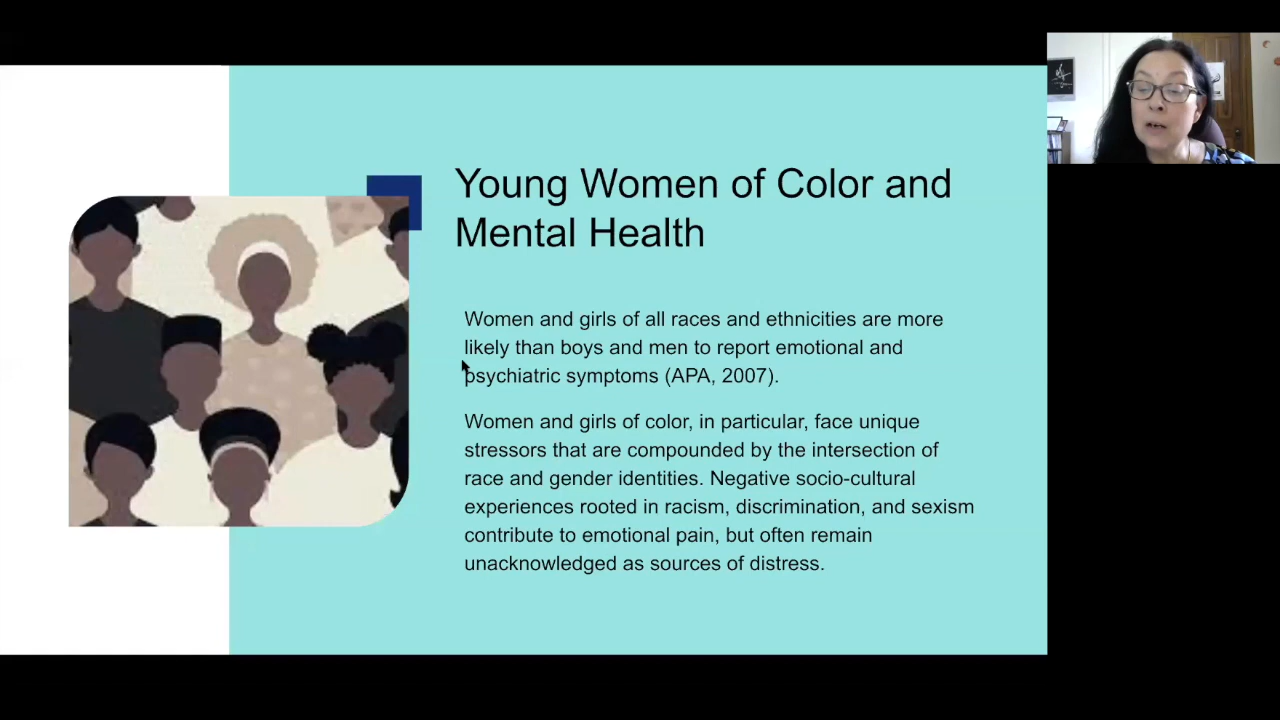 Young Women of Color and
Mental Health
Women and girls of all races and ethnicities are more
likely than boys and men to report emotional and
psychiatric symptoms (APA, 2007).
Women and girls of color, in particular, face unique
stressors that are compounded by the intersection of
race and gender identities. Negative socio-cultural
experiences rooted in racism, discrimination, and sexism
contribute to emotional pain, but often remain
unacknowledged as sources of distress.